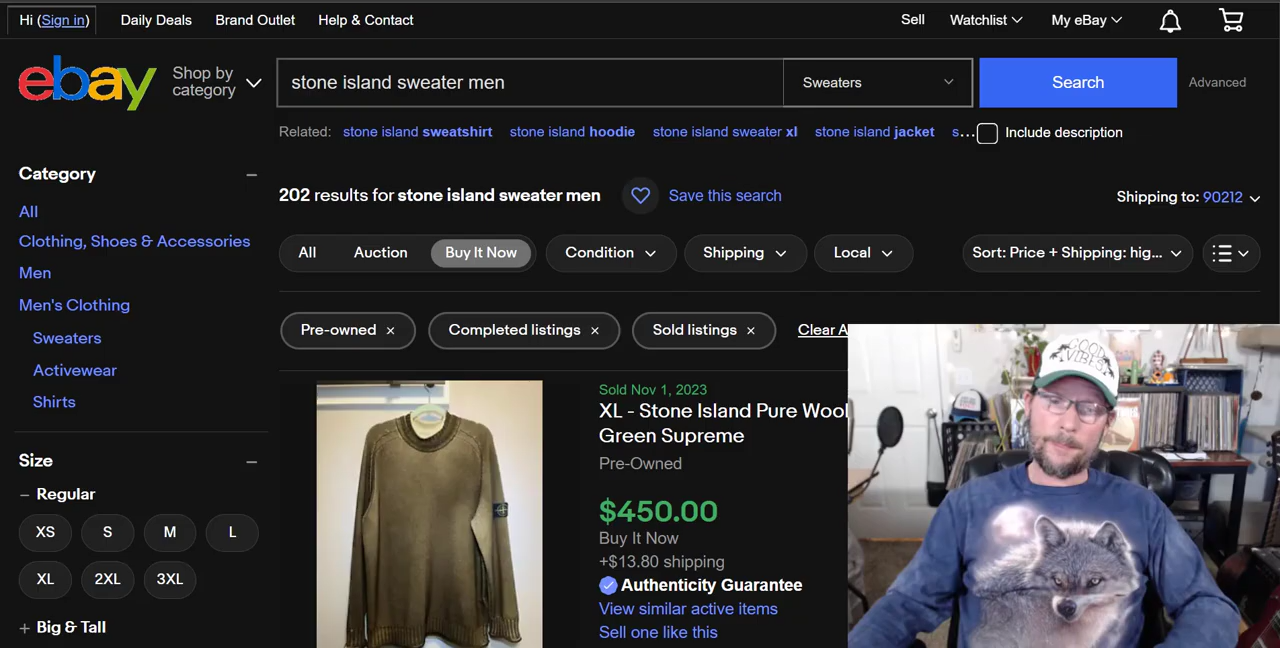 Hi (Sign in)
Daily Deals
Brand Outlet
Help & Contact
Sell
Watchlist
My eBay
ebay
Shop by
category
stone island sweater men
Sweaters
Search
Advanced
Related: stone island sweatshirt stone island hoodie stone island sweater xl stone island jacket s...
Include description
Category
All
Clothing, Shoes & Accessories
Men
Men's Clothing
Sweaters
Activewear
Shirts
Size
Regular
XS S M L
XL 2XL 3XL
Big & Tall
202 results for stone island sweater men
Save this search
Shipping to: 90212
All
Auction
Buy It Now
Condition
Shipping
Local
Sort: Price + Shipping: hig...
Pre-owned
Completed listings
Sold listings
Clear A
Sold Nov 1, 2023
XL - Stone Island Pure Wool
Green Supreme
Pre-Owned
$450.00
Buy It Now
+$13.80 shipping
Authenticity Guarantee
View similar active items
Sell one like this
GOOD
VIBES